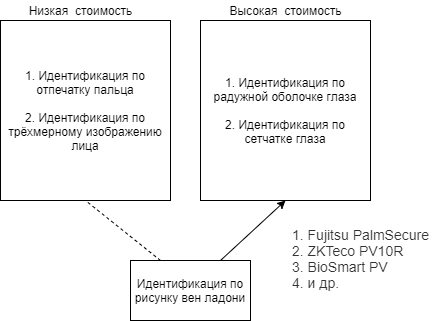 Низкая стоимость
Высокая стоимость
1. Идентификация по
отпечатку пальца
2. Идентификация по
трёхмерному изображению
лица
1. Идентификация по
радужной оболочке глаза
2. Идентификация по
сетчатке глаза
Идентификация по
рисунку вен ладони
1. Fujitsu PalmSecure
2. ZKTeco PV10R
3. BioSmart PV
4. и др.